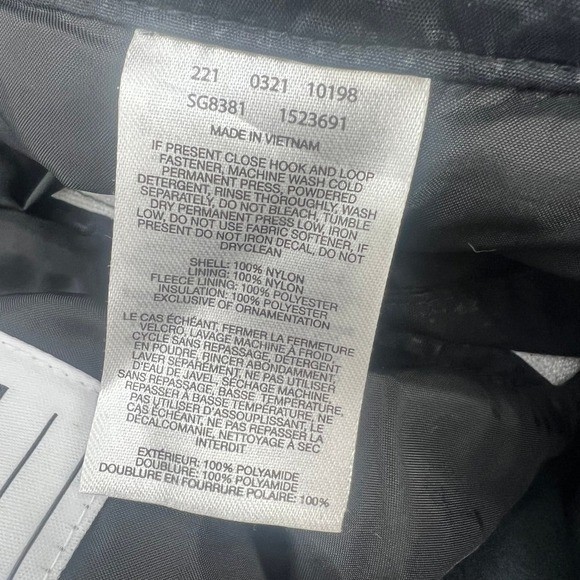 221 0321 10198
SG8381 1523691
MADE IN VIETNAM
IF PRESENT CLOSE HOOK AND LOOP
FASTENER, MACHINE WASH COLD
PERMANENT PRESS, POWDERED
DETERGENT, RINSE THOROUGHLY, WASH
SEPARATELY, DO NOT BLEACH, TUMBLE
DRY PERMANENT PRESS LOW, IRON
LOW, DO NOT USE FABRIC SOFTENER, IF
PRESENT DO NOT IRON DECAL, DO NOT
DRYCLEAN
SHELL: 100% NYLON
LINING: 100% NYLON
FLEECE LINING: 100% POLYESTER
INSULATION: 100% POLYESTER
EXCLUSIVE OF ORNAMENTATION
LE CAS ÉCHÉANT, FERMER LA FERMETURE
VELCRO, LAVAGE MACHINE À FROID,
CYCLE SANS REPASSAGE, DÉTERGENT
EN POUDRE, RINCER ABONDAMMENT,
LAVER SÉPARÉMENT, NE PAS UTILISER
D'EAU DE JAVEL, SÉCHAGE MACHINE,
SANS REPASSAGE, BASSE TEMPÉRATURE,
REPASSER À BASSE TEMPÉRATURE, NE
PAS UTILISER D'ASSOUPLISSANT. LE
CAS ÉCHÉANT, NE PAS REPASSER LA
DÉCALCOMANIE, NETTOYAGE À SEC
INTERDIT
EXTÉRIEUR: 100% POLYAMIDE
DOUBLURE: 100% POLYAMIDE
DOUBLURE EN FOURRURE POLAIRE: 100%